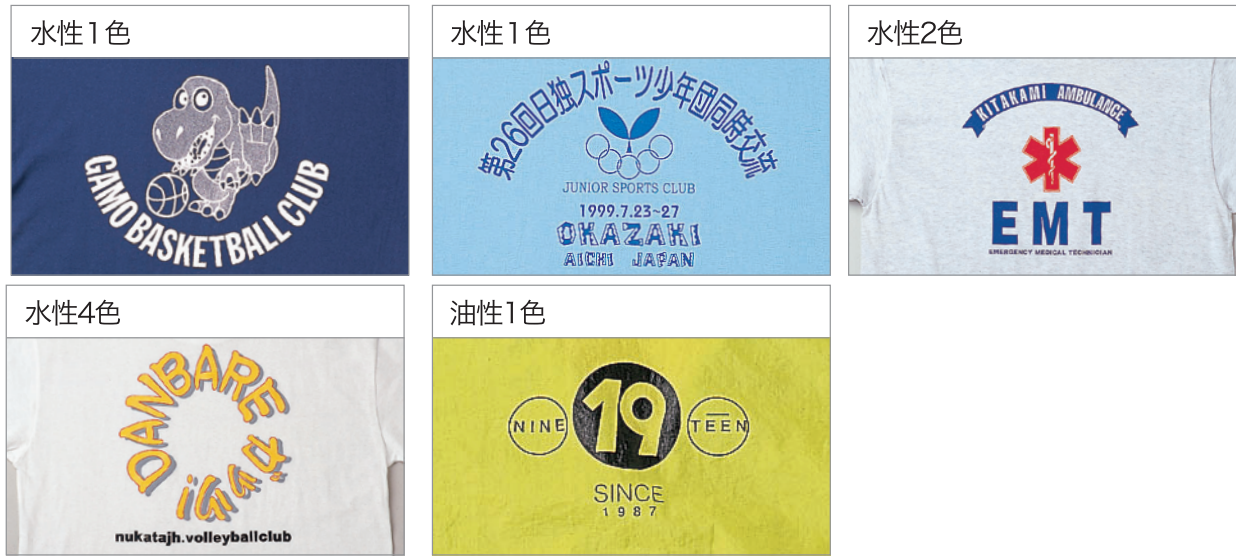 水性1色
GAMO BASKETBALL CLUB
水性1色
第26回日独スポーツ少年団同時交流
JUNIOR SPORTS CLUB
1999.7.23~27
OKAZAKI
AICHI JAPAN
水性2色
KITAKAMI AMBULANCE
EMT
EMERGENCY MEDICAL TECHNICIAN
水性4色
DANBARE
nukatajh.volleyballclub
油性1色
NINE
19
TEEN
SINCE
1987